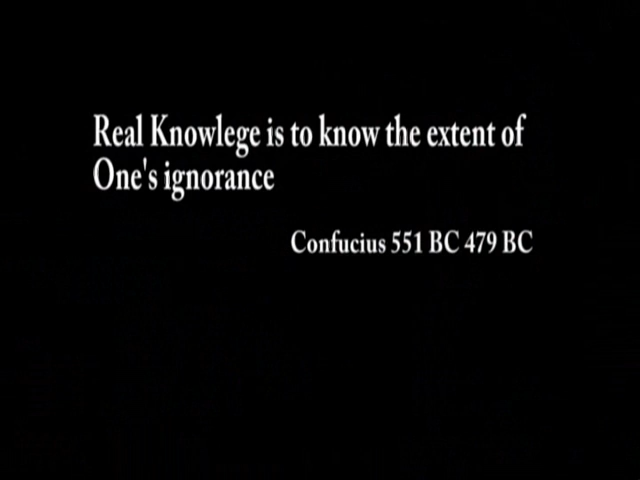 Real Knowlege is to know the extent of
One's ignorance
Confucius 551 BC 479 BC